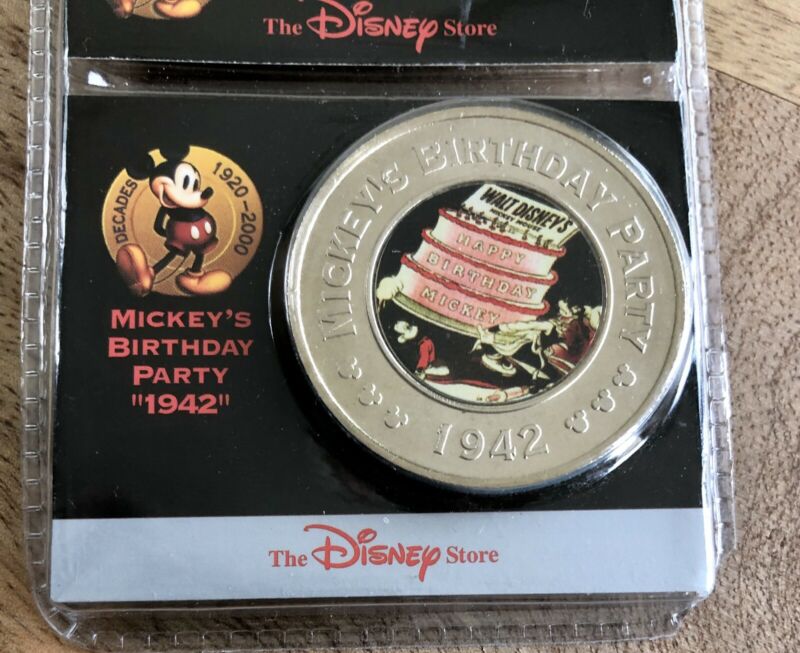 The Disney Store
DECADES 1920-2000
MICKEY'S
BIRTHDAY
PARTY
"1942"
MICKEY'S BIRTHDAY PARTY
1942
WALT DISNEY'S
HAPPY
BIRTHDAY
MICKEY
The Disney Store